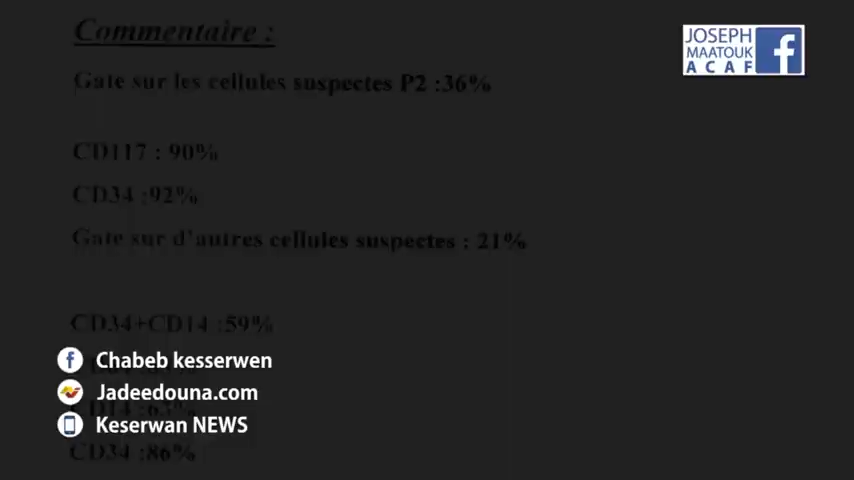 Commentaire :
JOSEPH
MAATOUK
ACAF
Gate sur les cellules suspectes P2 :36%
CD117 : 90%
CD34 :92%
Gate sur d'autres cellules suspectes : 21%
CD34+CD14 :59%
Chabeb kesserwen
Jadeedouna.com
Keserwan NEWS
CD34 :86%